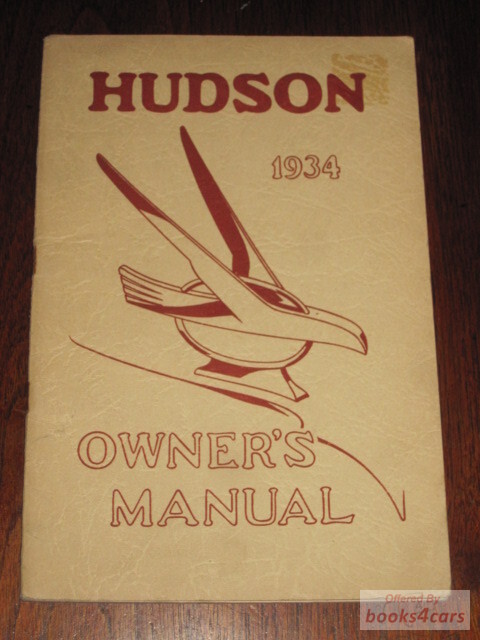 HUDSON
1934
OWNER'S
MANUAL
Offered By
books4cars